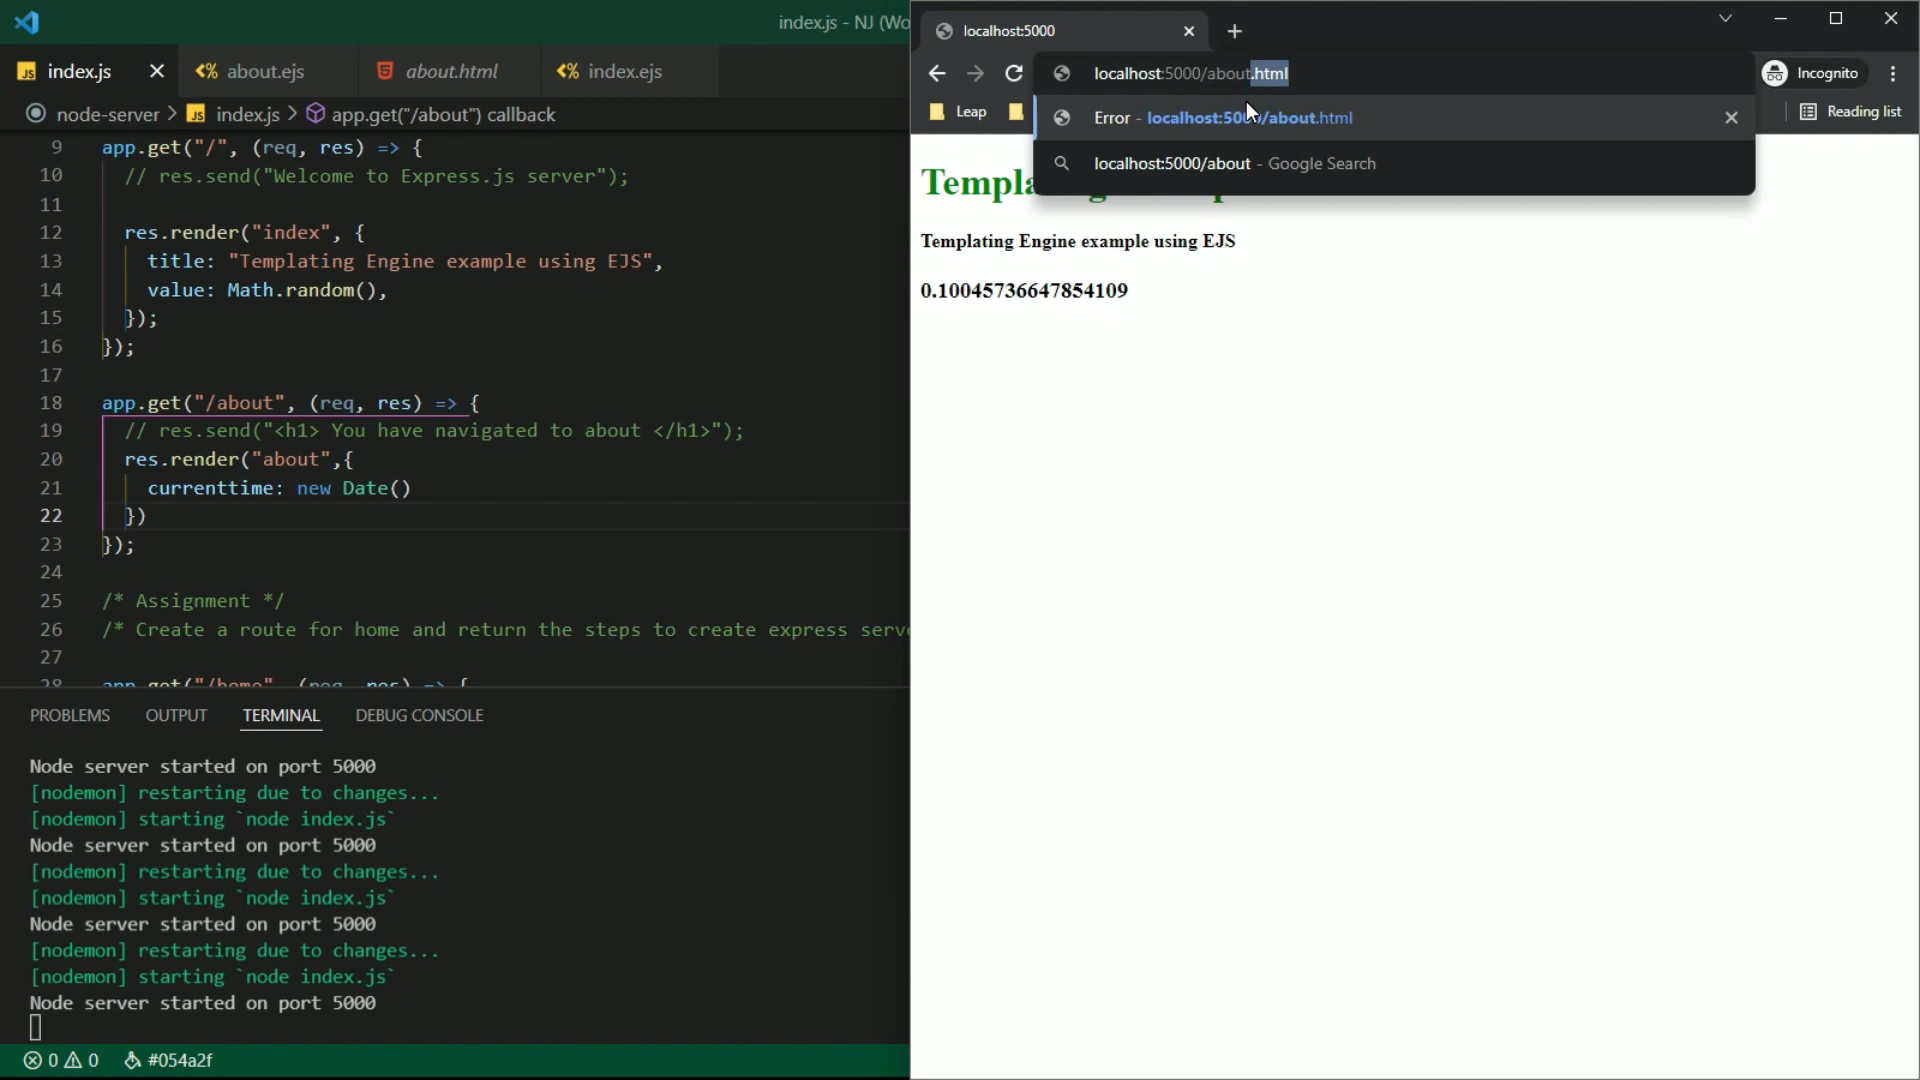 index.js - NJ (Wo
index.js
about.ejs
about.html
index.ejs
node-server > index.js > app.get("/about") callback
9 app.get("/", (req, res) => {
10 // res.send("Welcome to Express.js server");
11
12 res.render("index", {
13 title: "Templating Engine example using EJS",
14 value: Math.random(),
15 });
16 });
17
18 app.get("/about", (req, res) => {
19 // res.send("<h1> You have navigated to about </h1>");
20 res.render("about",{
21 currenttime: new Date()
22 })
23 });
24
25 /* Assignment */
26 /* Create a route for home and return the steps to create express serve
27
28 app.get("/home", (req, res) => {
PROBLEMS OUTPUT TERMINAL DEBUG CONSOLE
Node server started on port 5000
[nodemon] restarting due to changes...
[nodemon] starting `node index.js`
Node server started on port 5000
[nodemon] restarting due to changes...
[nodemon] starting `node index.js`
Node server started on port 5000
[nodemon] restarting due to changes...
[nodemon] starting `node index.js`
Node server started on port 5000
0 0 #054a2f
localhost:5000
localhost:5000/about.html
Incognito
Leap
Reading list
Error - localhost:5000/about.html
localhost:5000/about - Google Search
Templating Engine example using EJS
0.10045736647854109